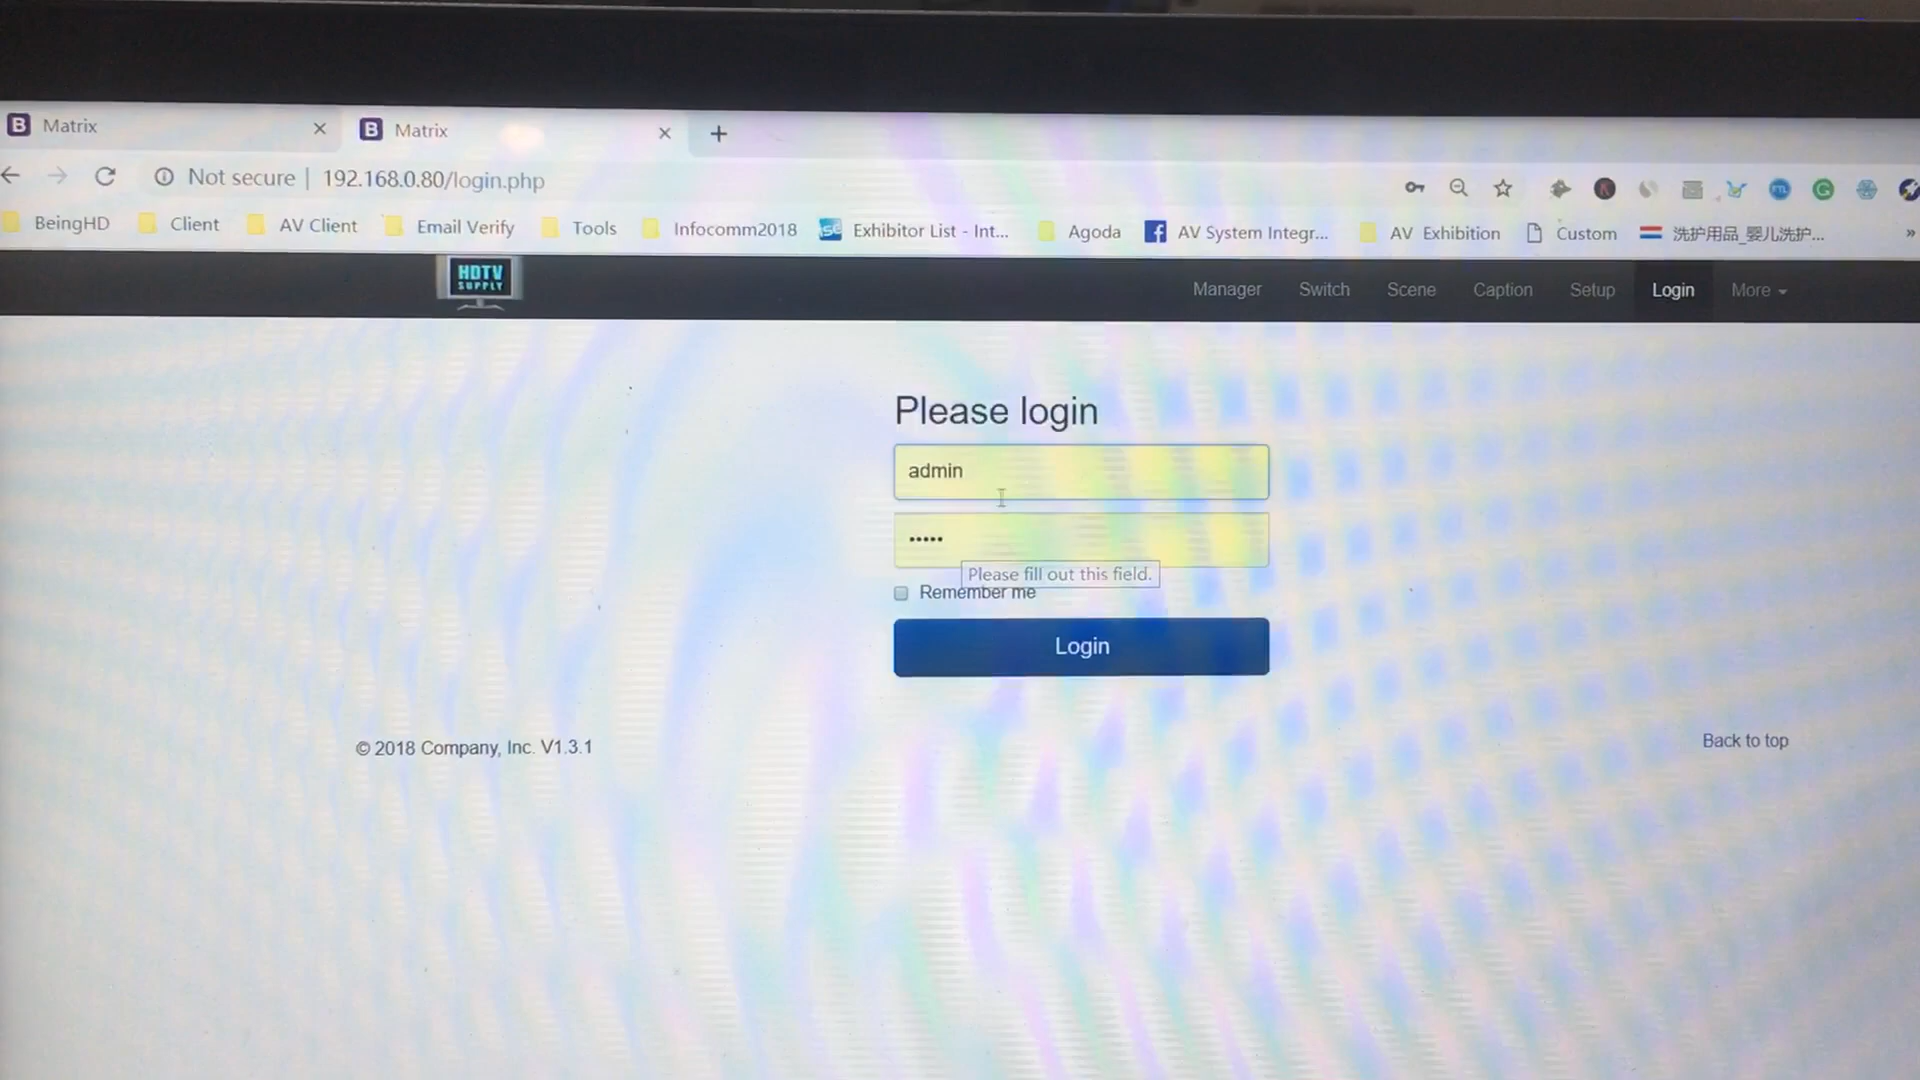 Matrix
Matrix
Not secure | 192.168.0.80/login.php
BeingHD Client AV Client Email Verify Tools Infocomm2018 Exhibitor List - Int... Agoda AV System Integr... AV Exhibition Custom 洗护用品_婴儿洗护... »
HDTV
SUPPLY
Manager Switch Scene Caption Setup Login More
Please login
admin
•••••
Please fill out this field.
Remember me
Login
© 2018 Company, Inc. V1.3.1
Back to top